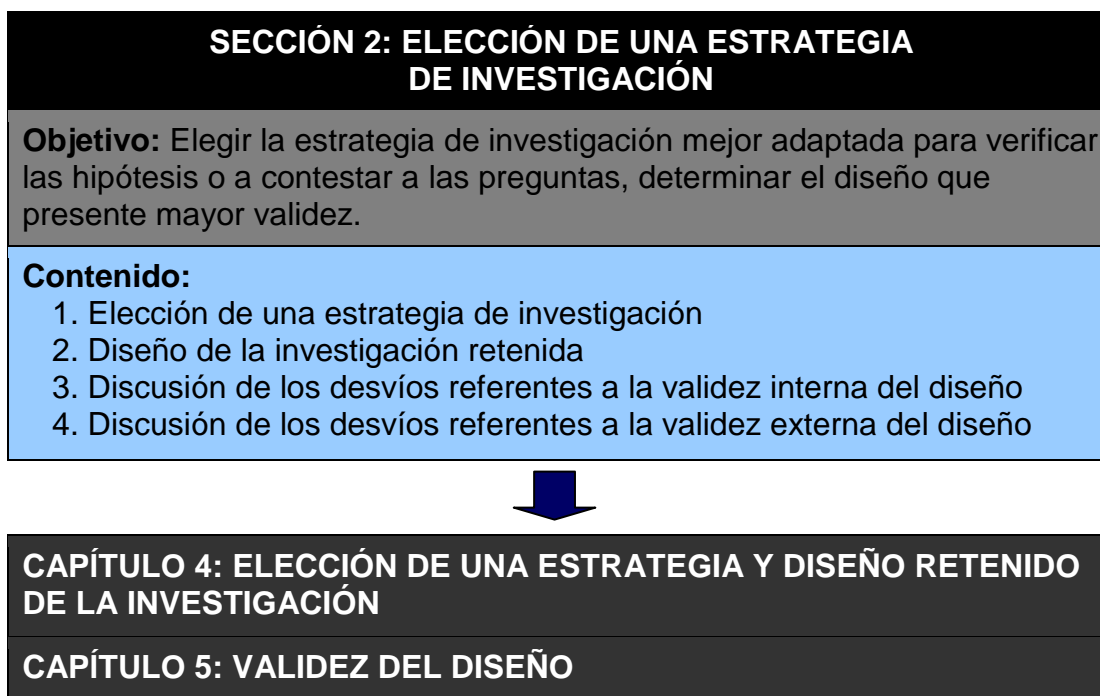 SECCIÓN 2: ELECCIÓN DE UNA ESTRATEGIA
DE INVESTIGACIÓN
Objetivo: Elegir la estrategia de investigación mejor adaptada para verificar
las hipótesis o a contestar a las preguntas, determinar el diseño que
presente mayor validez.
Contenido:
1. Elección de una estrategia de investigación
2. Diseño de la investigación retenida
3. Discusión de los desvíos referentes a la validez interna del diseño
4. Discusión de los desvíos referentes a la validez externa del diseño
CAPÍTULO 4: ELECCIÓN DE UNA ESTRATEGIA Y DISEÑO RETENIDO
DE LA INVESTIGACIÓN
CAPÍTULO 5: VALIDEZ DEL DISEÑO